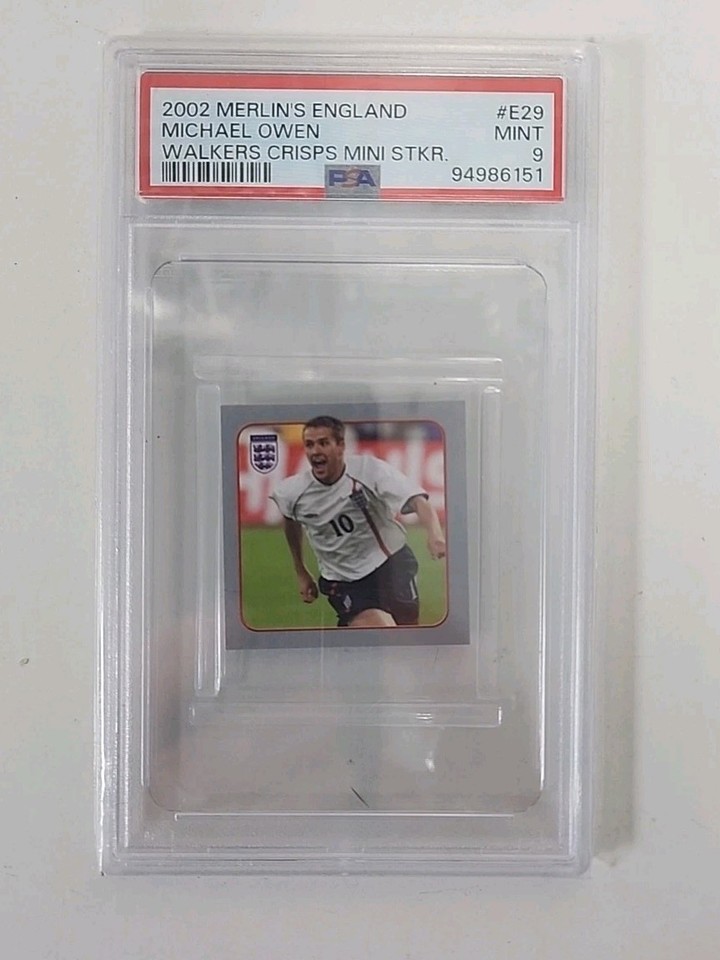 2002 MERLIN'S ENGLAND #E29
MICHAEL OWEN MINT
WALKERS CRISPS MINI STKR. 9
PSA 94986151
10